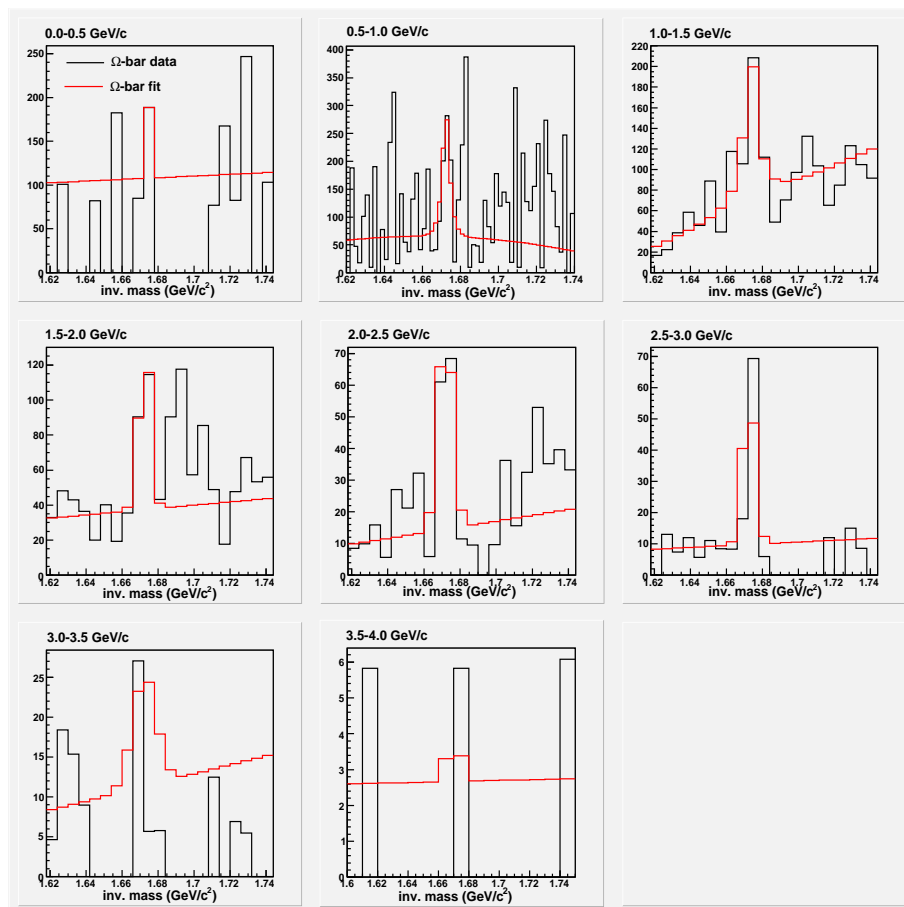 0.0-0.5 GeV/c
250
200
150
100
50
0
Ω-bar data
Ω-bar fit
1.62 1.64 1.66 1.68 1.7 1.72 1.74
inv. mass (GeV/c²)
0.5-1.0 GeV/c
400
350
300
250
200
150
100
50
0
1.62 1.64 1.66 1.68 1.7 1.72 1.74
inv. mass (GeV/c²)
1.0-1.5 GeV/c
220
200
180
160
140
120
100
80
60
40
20
0
1.62 1.64 1.66 1.68 1.7 1.72 1.74
inv. mass (GeV/c²)
1.5-2.0 GeV/c
120
100
80
60
40
20
0
1.62 1.64 1.66 1.68 1.7 1.72 1.74
inv. mass (GeV/c²)
2.0-2.5 GeV/c
70
60
50
40
30
20
10
0
1.62 1.64 1.66 1.68 1.7 1.72 1.74
inv. mass (GeV/c²)
2.5-3.0 GeV/c
70
60
50
40
30
20
10
0
1.62 1.64 1.66 1.68 1.7 1.72 1.74
inv. mass (GeV/c²)
3.0-3.5 GeV/c
25
20
15
10
5
0
1.62 1.64 1.66 1.68 1.7 1.72 1.74
inv. mass (GeV/c²)
3.5-4.0 GeV/c
6
5
4
3
2
1
0
1.6 1.62 1.64 1.66 1.68 1.7 1.72 1.74
inv. mass (GeV/c²)